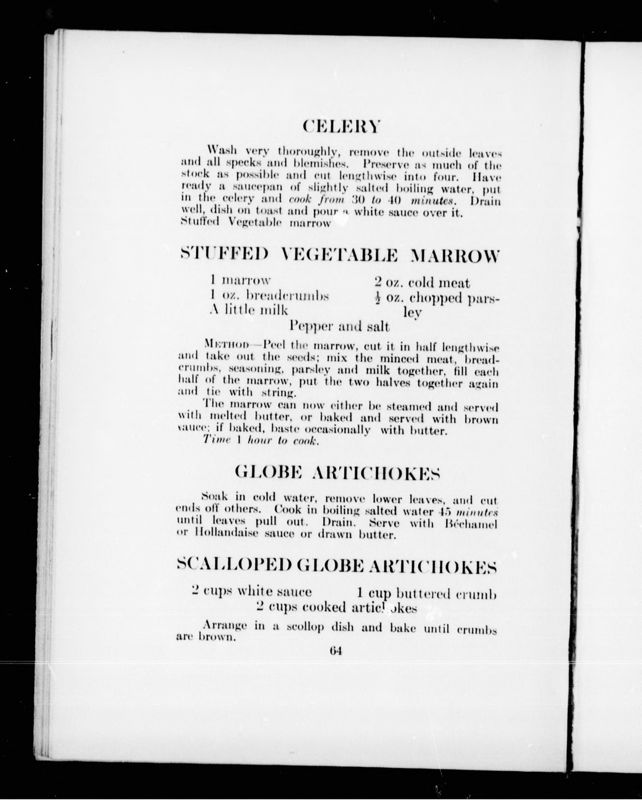 CELERY
Wash very thoroughly, remove the outside leaves
and all specks and blemishes. Preserve as much of the
stock as possible and cut lengthwise into four. Have
ready a saucepan of slightly salted boiling water, put
in the celery and cook from 30 to 40 minutes. Drain
well, dish on toast and pour a white sauce over it.
Stuffed Vegetable marrow
STUFFED VEGETABLE MARROW
1 marrow 2 oz. cold meat
1 oz. breadcrumbs ½ oz. chopped pars-
A little milk ley
Pepper and salt
METHOD—Peel the marrow, cut it in half lengthwise
and take out the seeds; mix the minced meat, bread-
crumbs, seasoning, parsley and milk together, fill each
half of the marrow, put the two halves together again
and tie with string.
The marrow can now either be steamed and served
with melted butter, or baked and served with brown
sauce; if baked, baste occasionally with butter.
Time 1 hour to cook.
GLOBE ARTICHOKES
Soak in cold water, remove lower leaves, and cut
ends off others. Cook in boiling salted water 45 minutes
until leaves pull out. Drain. Serve with Béchamel
or Hollandaise sauce or drawn butter.
SCALLOPED GLOBE ARTICHOKES
2 cups white sauce 1 cup buttered crumb
2 cups cooked artichokes
Arrange in a scollop dish and bake until crumbs
are brown.
64